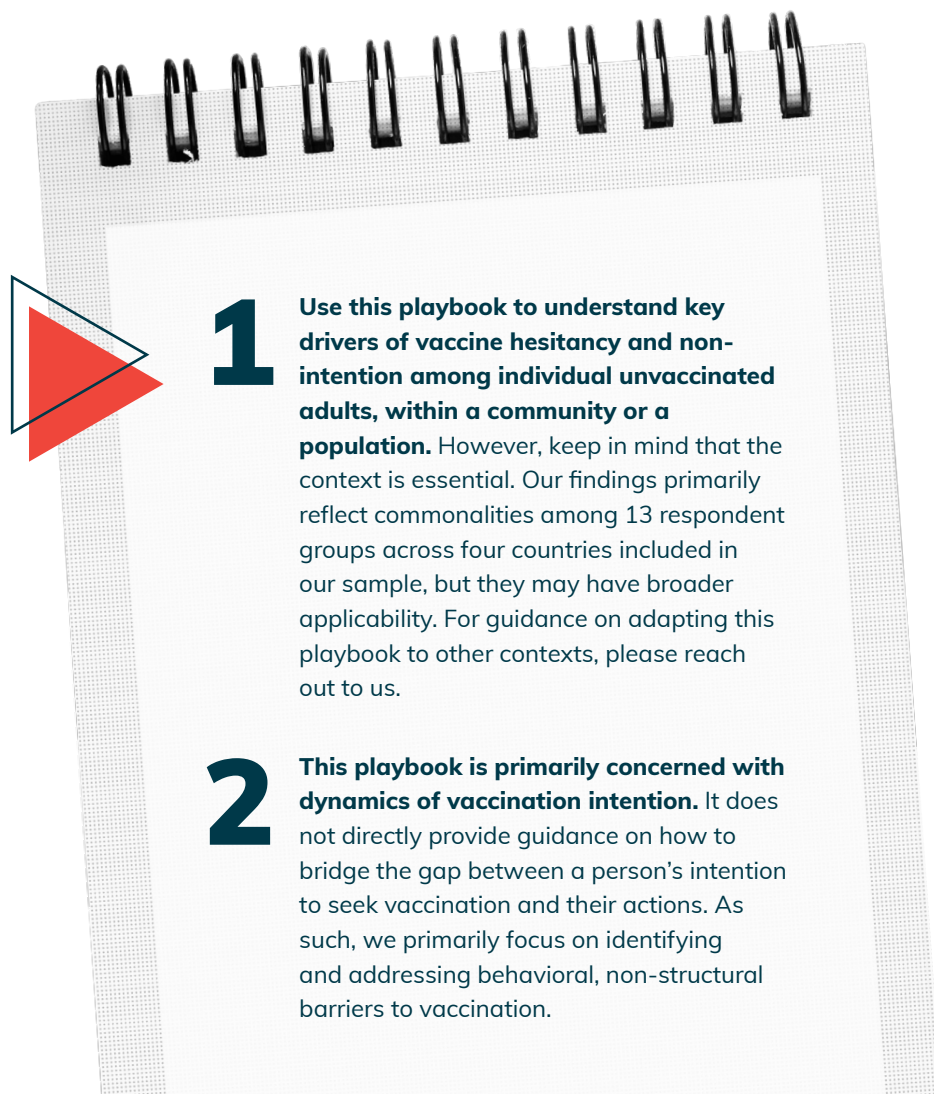 1
Use this playbook to understand key
drivers of vaccine hesitancy and non-
intention among individual unvaccinated
adults, within a community or a
population. However, keep in mind that the
context is essential. Our findings primarily
reflect commonalities among 13 respondent
groups across four countries included in
our sample, but they may have broader
applicability. For guidance on adapting this
playbook to other contexts, please reach
out to us.
2
This playbook is primarily concerned with
dynamics of vaccination intention. It does
not directly provide guidance on how to
bridge the gap between a person’s intention
to seek vaccination and their actions. As
such, we primarily focus on identifying
and addressing behavioral, non-structural
barriers to vaccination.